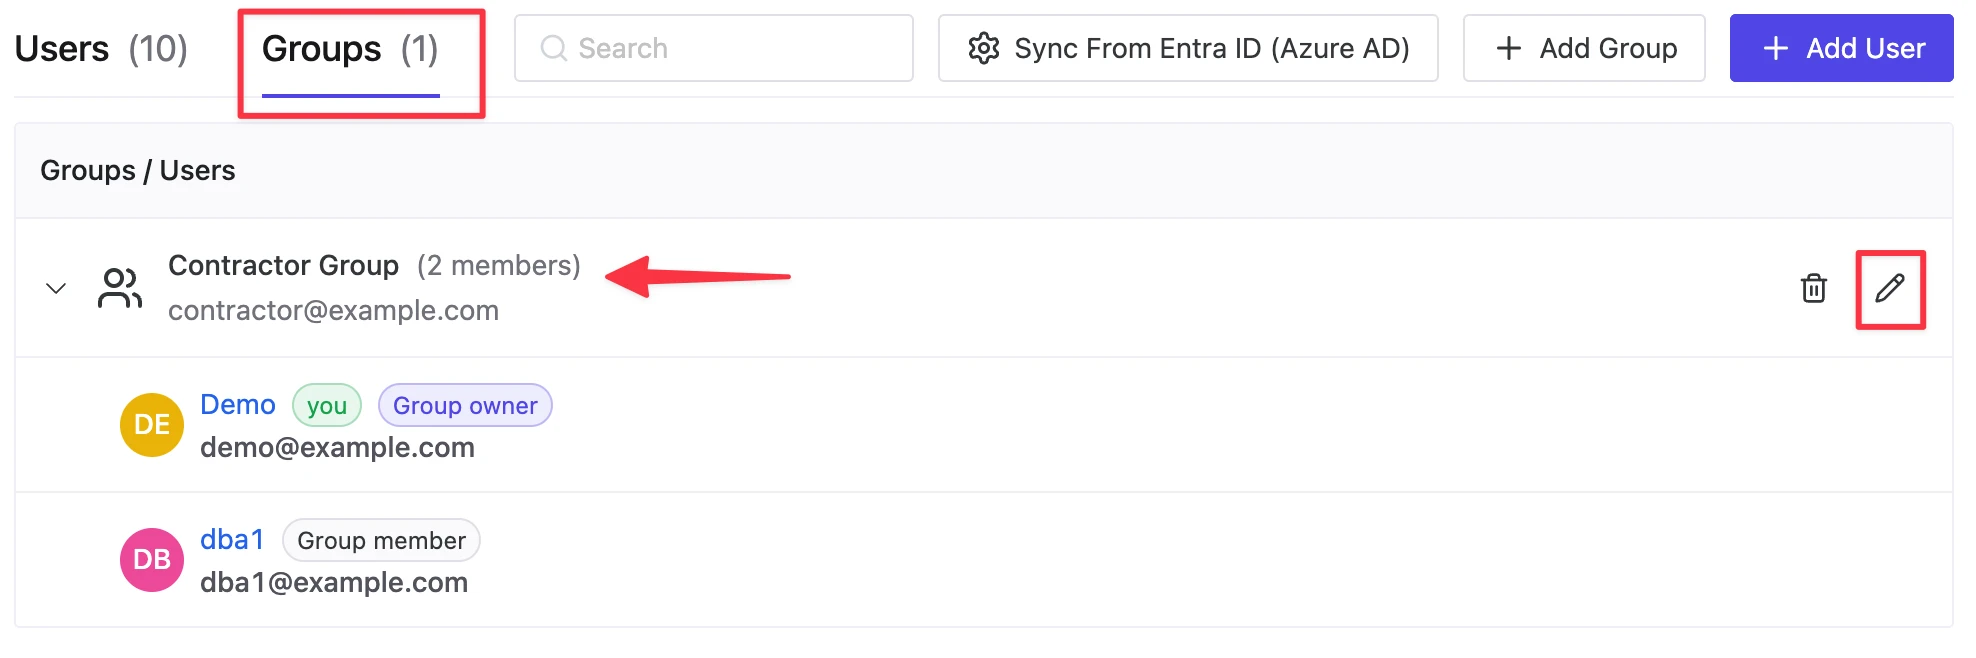 Users (10) Groups (1) Search Sync From Entra ID (Azure AD) + Add Group + Add User
Groups / Users
Contractor Group (2 members)
contractor@example.com
DE Demo you Group owner
demo@example.com
DB dba1 Group member
dba1@example.com